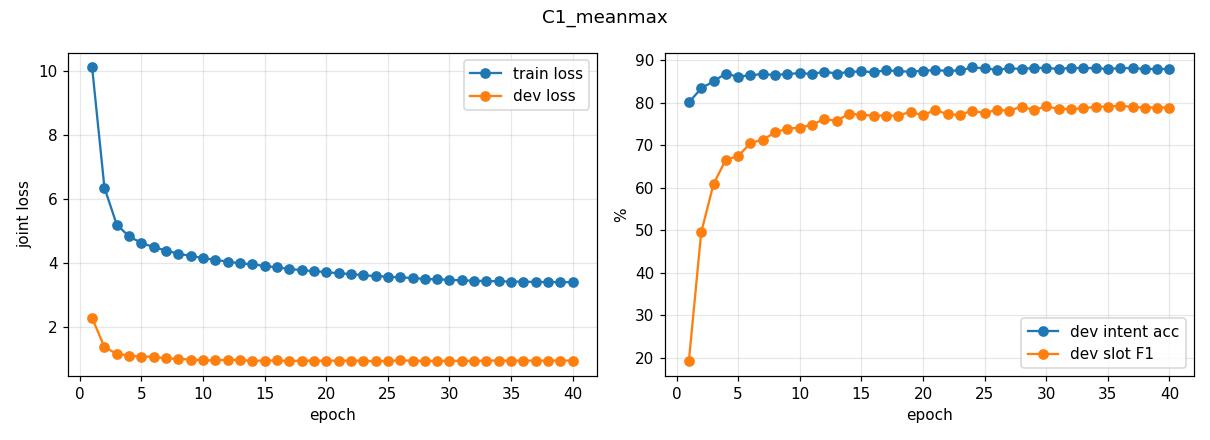 C1_meanmax
10
8
6
4
2
joint loss
train loss
dev loss
0 5 10 15 20 25 30 35 40
epoch
90
80
70
60
50
40
30
20
%
dev intent acc
dev slot F1
0 5 10 15 20 25 30 35 40
epoch